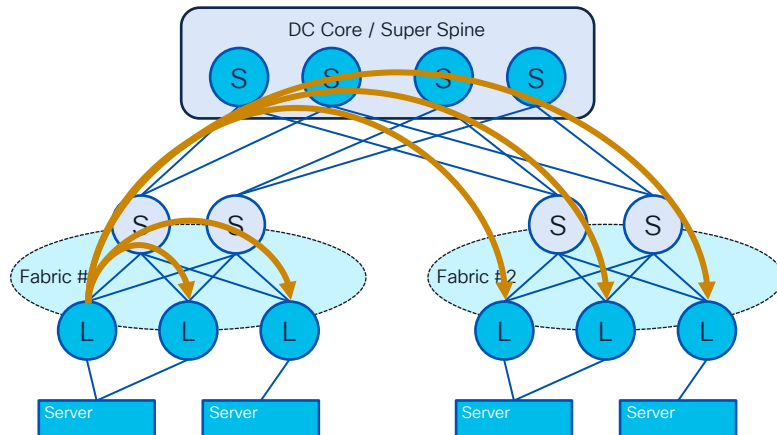 DC Core / Super Spine
S S S S
S S S S
Fabric # Fabric #2
L L L L L L
Server Server Server Server